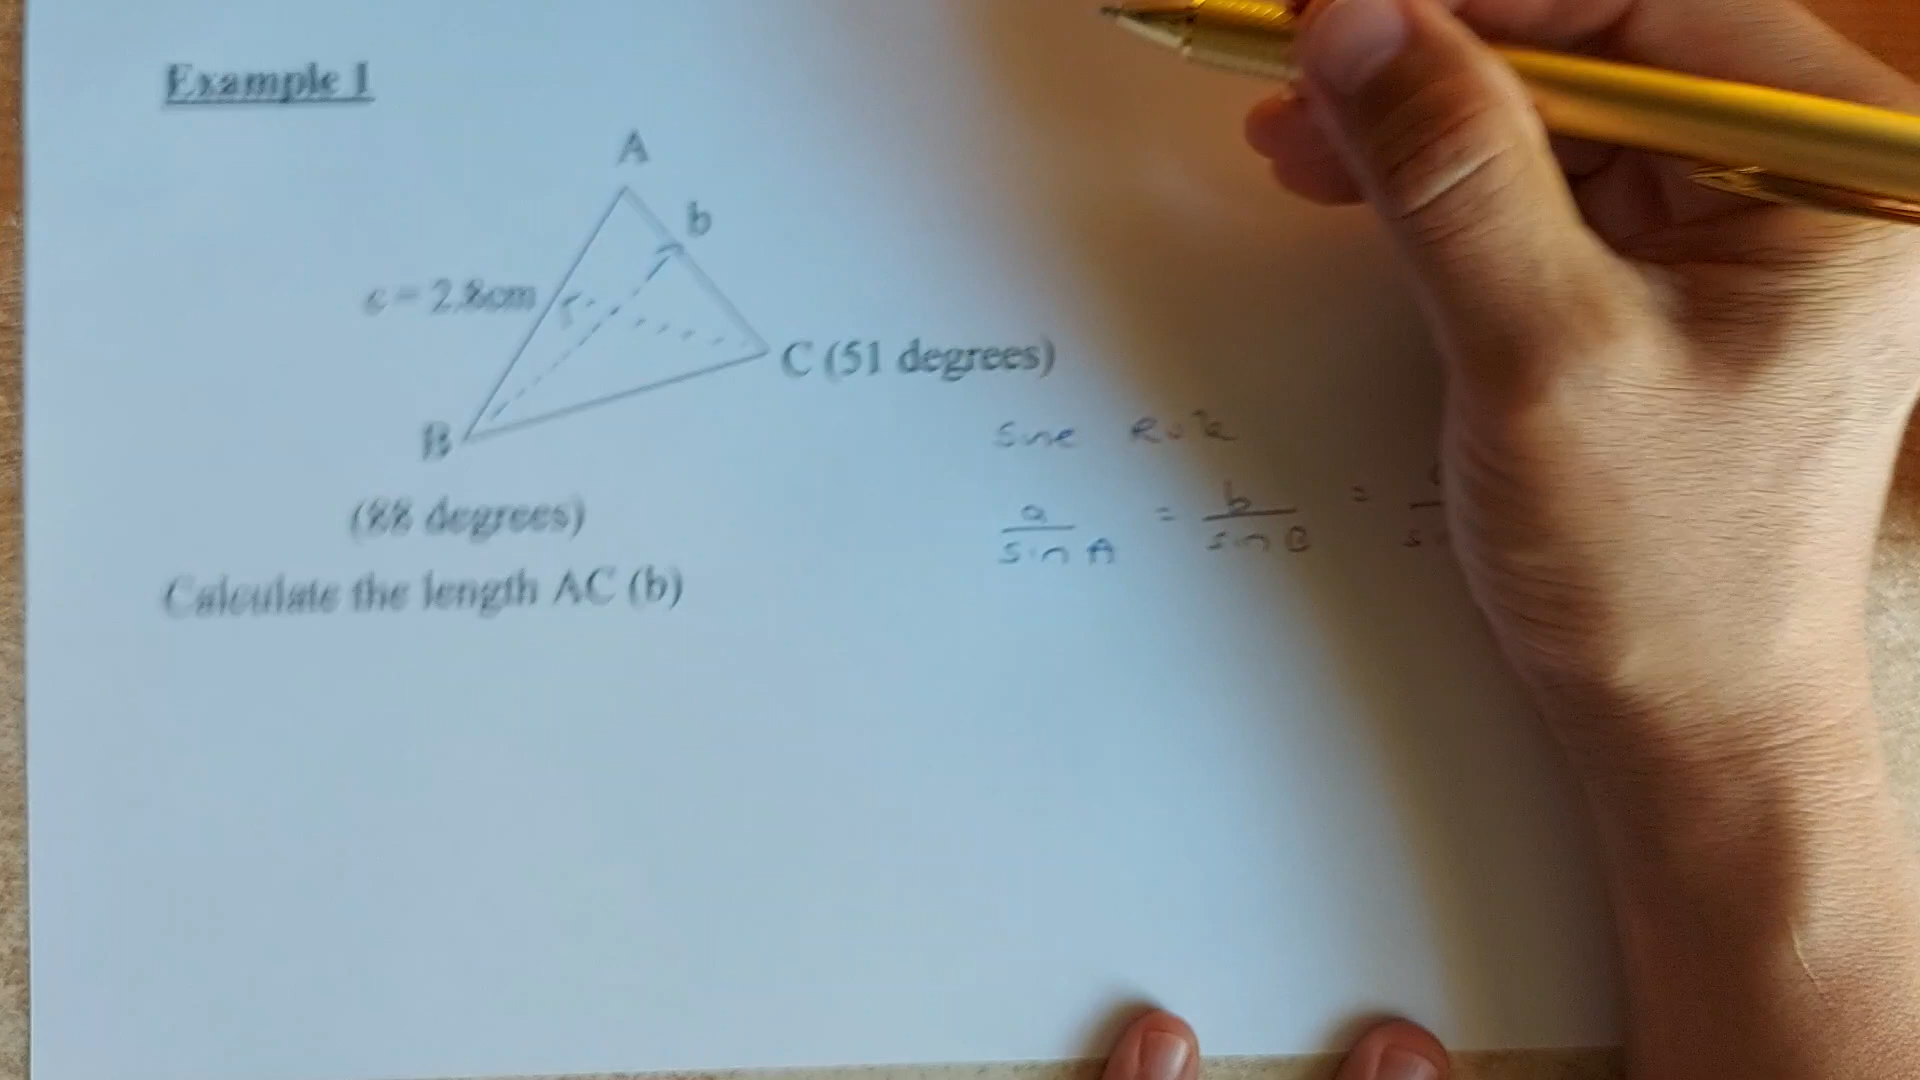 Example 1
A
b
c = 2.8cm
C (51 degrees)
B
(88 degrees)
Calculate the length AC (b)
Sine Rule
a = b =
sin A sin B